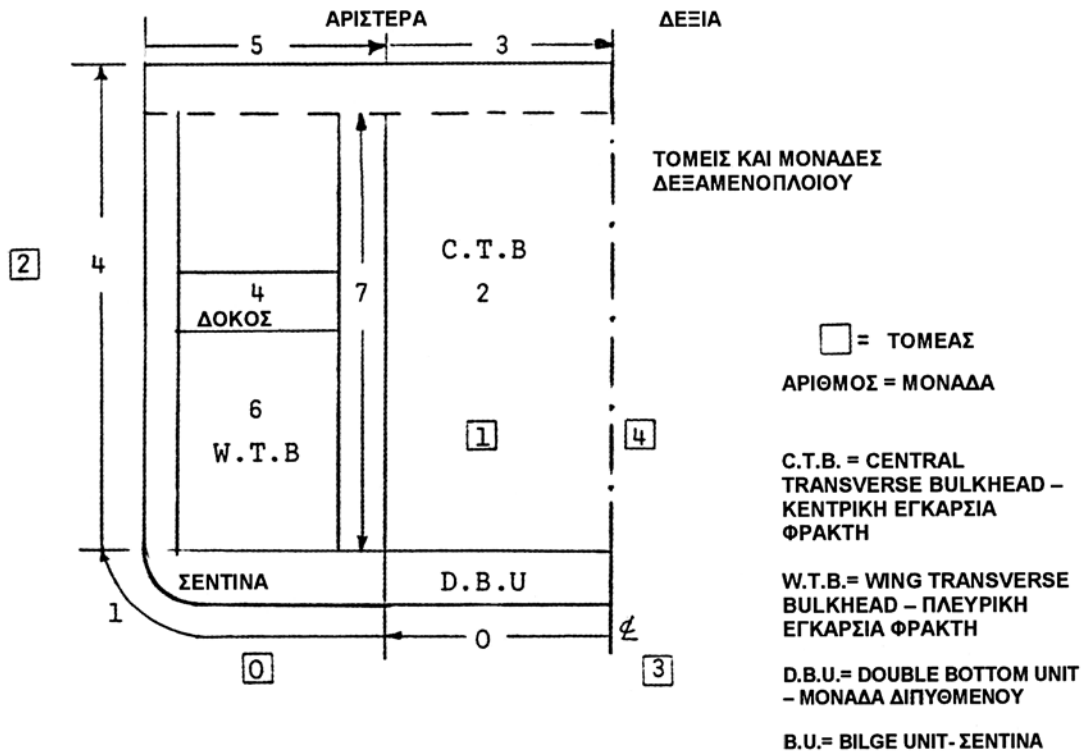 ΑΡΙΣΤΕΡΑ
ΔΕΞΙΑ
5
3
ΤΟΜΕΙΣ ΚΑΙ ΜΟΝΑΔΕΣ
ΔΕΞΑΜΕΝΟΠΛΟΙΟΥ
2
4
C.T.B
2
4
7
ΔΟΚΟΣ
= ΤΟΜΕΑΣ
ΑΡΙΘΜΟΣ = ΜΟΝΑΔΑ
6
W.T.B
1
4
C.T.B. = CENTRAL
TRANSVERSE BULKHEAD –
ΚΕΝΤΡΙΚΗ ΕΓΚΑΡΣΙΑ
ΦΡΑΚΤΗ
ΣΕΝΤΙΝΑ
D.B.U
W.T.B.= WING TRANSVERSE
BULKHEAD – ΠΛΕΥΡΙΚΗ
ΕΓΚΑΡΣΙΑ ΦΡΑΚΤΗ
1
0
℄
0
3
D.B.U.= DOUBLE BOTTOM UNIT
– ΜΟΝΑΔΑ ΔΙΠΥΘΜΕΝΟΥ
B.U.= BILGE UNIT- ΣΕΝΤΙΝΑ